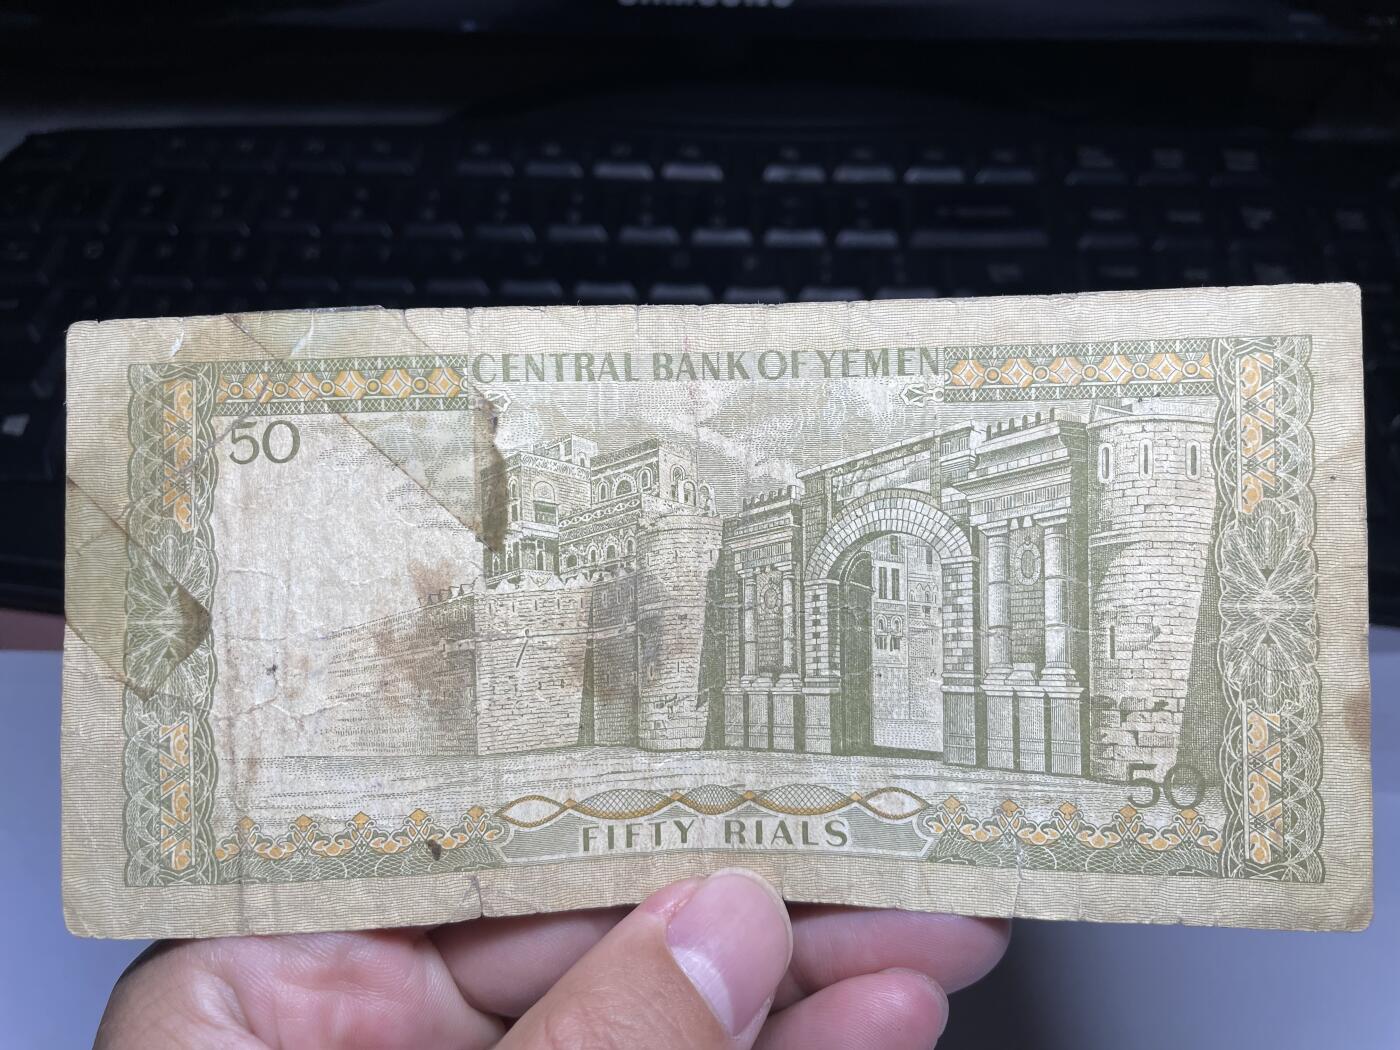 CENTRAL BANK OF YEMEN
50
50
FIFTY RIALS